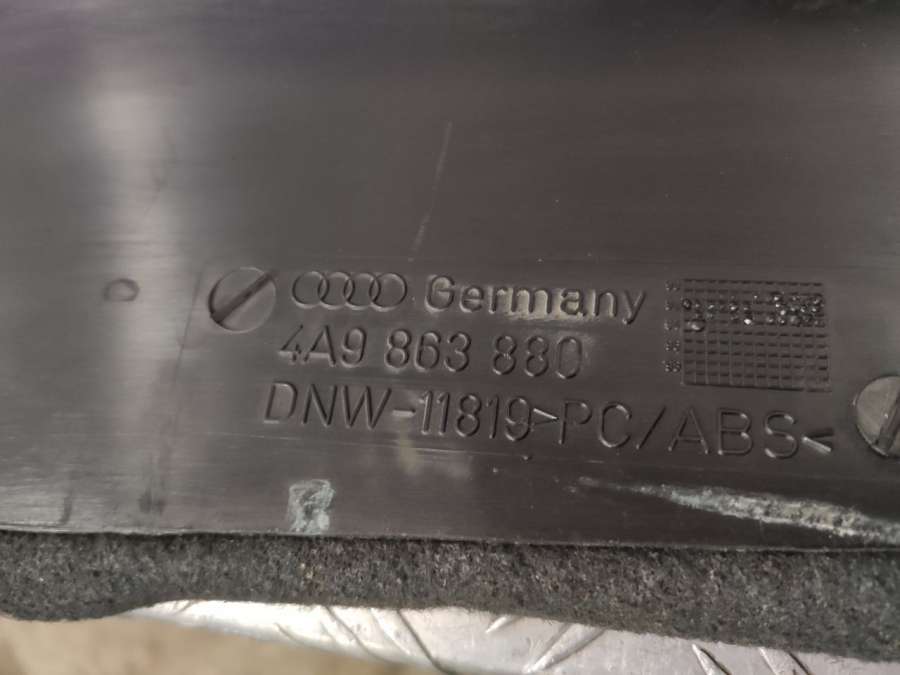 Germany
4A9 863 880
DNW-11819>PC/ABS<